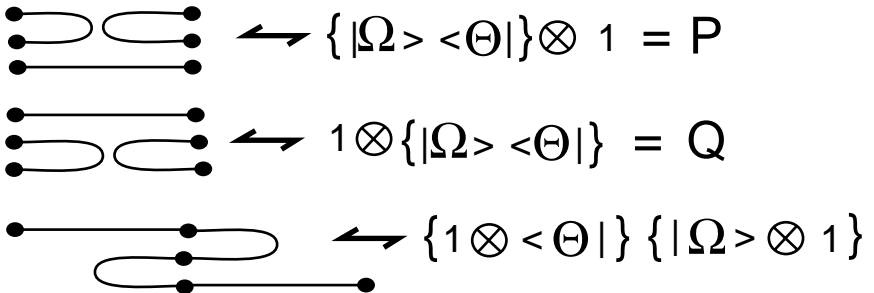 {|Ω> <Θ|}⊗ 1 = P
1⊗{|Ω> <Θ|} = Q
{1⊗<Θ|} {|Ω>⊗ 1}